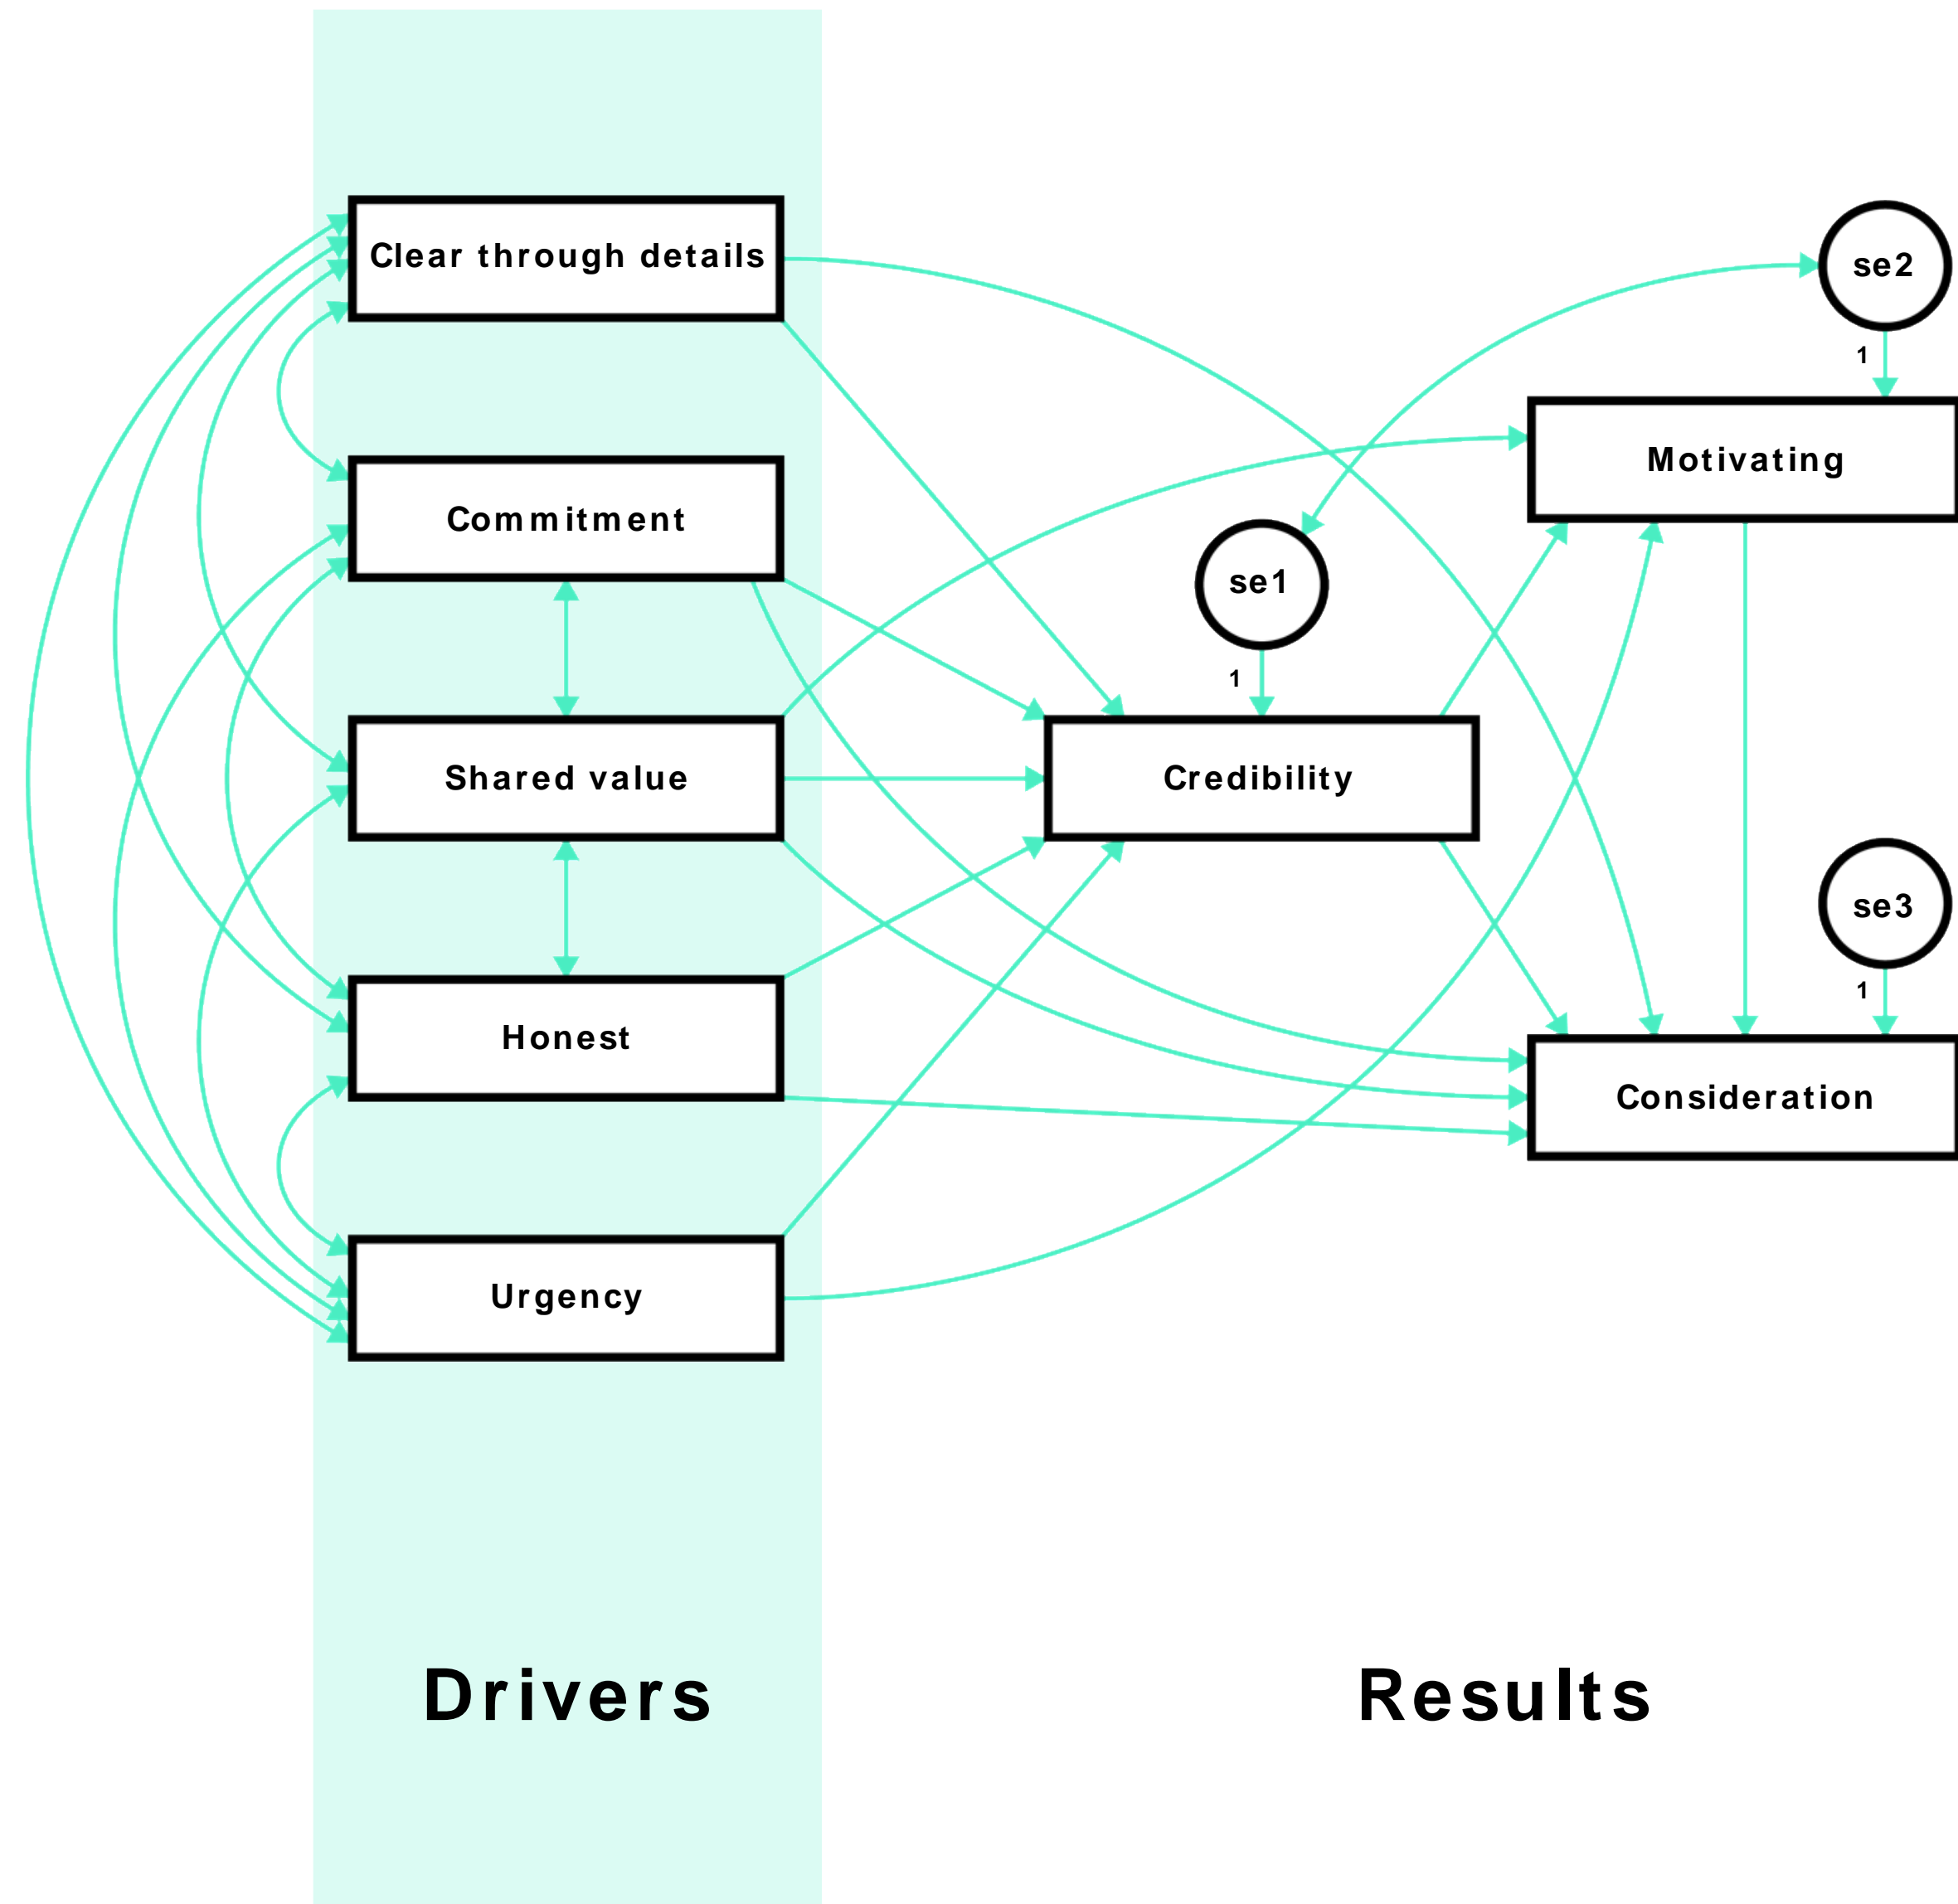 Clear through details
se2
1
Motivating
Commitment
se1
1
Shared value
Credibility
se3
1
Honest
Consideration
Urgency
Drivers
Results